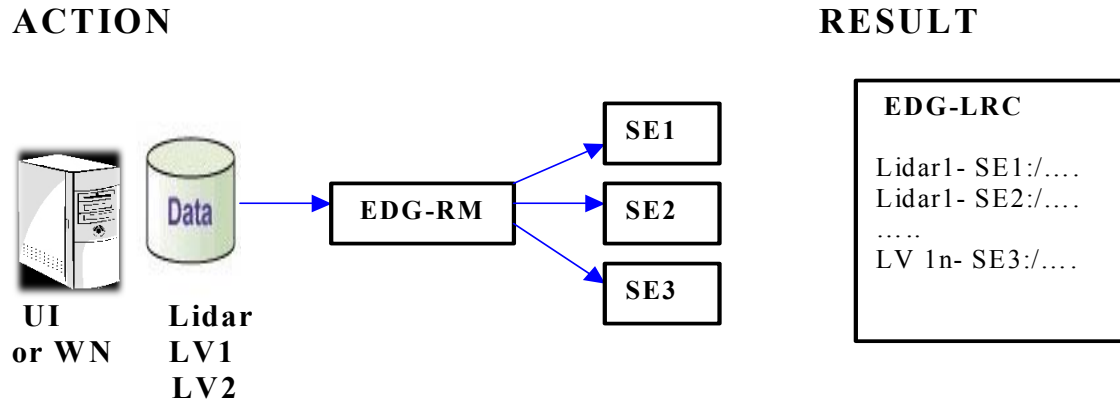 ACTION
RESULT
Data
EDG-RM
SE1
SE2
SE3
EDG-LRC
Lidar1- SE1:/....
Lidar1- SE2:/....
.....
LV 1n- SE3:/....
UI
or WN
Lidar
LV1
LV2